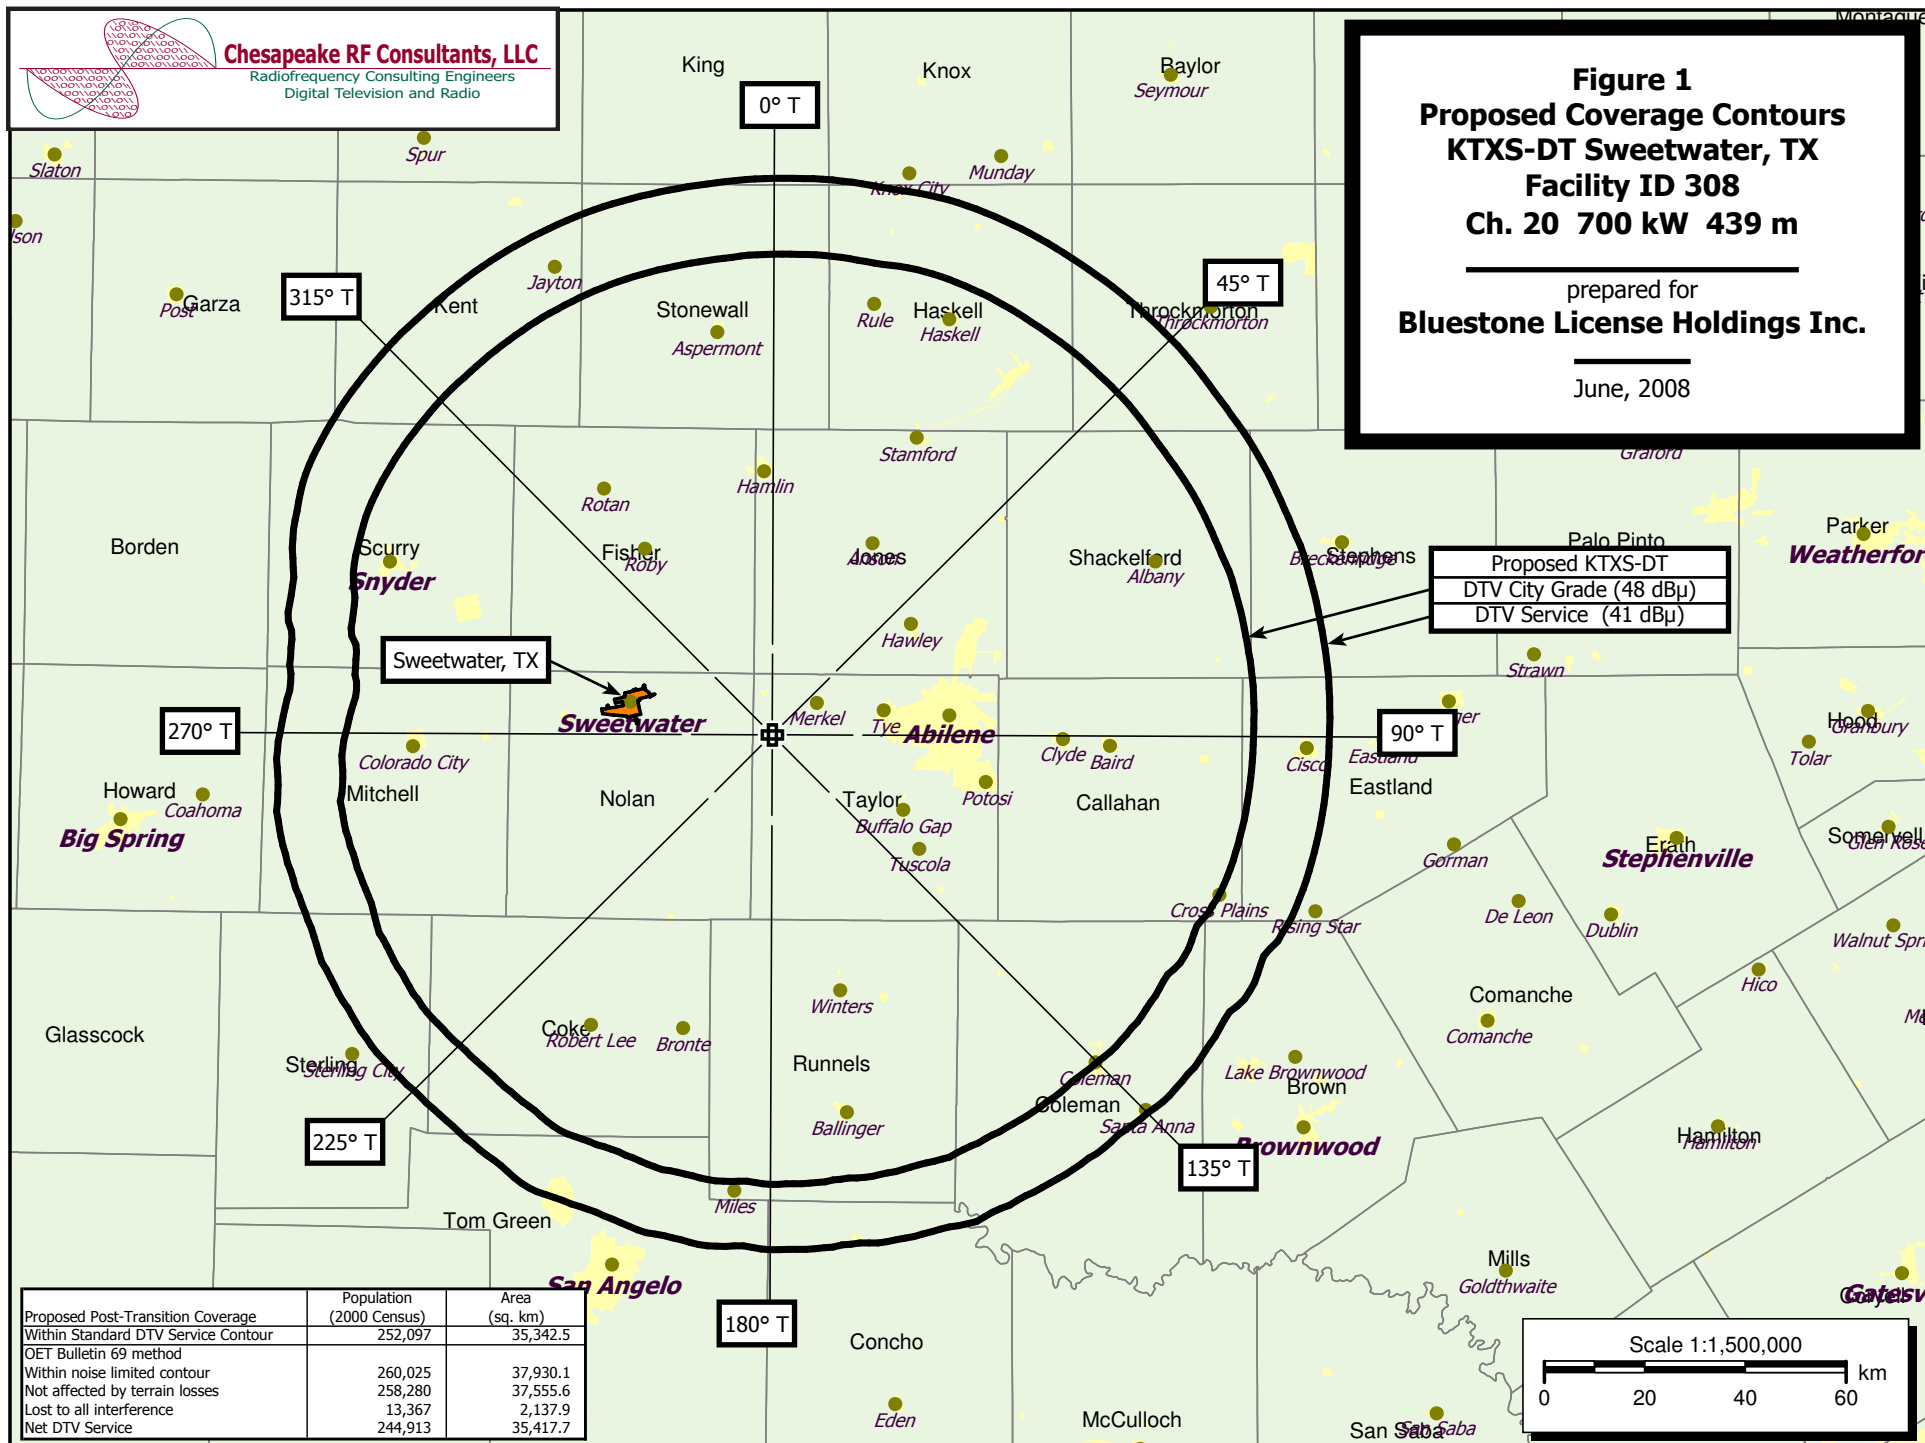 Chesapeake RF Consultants, LLC
Radiofrequency Consulting Engineers
Digital Television and Radio
Figure 1
Proposed Coverage Contours
KTXS-DT Sweetwater, TX
Facility ID 308
Ch. 20 700 kW 439 m
prepared for
Bluestone License Holdings Inc.
June, 2008
King
Knox
Baylor
Seymour
0° T
Spur
Slaton
Munday
Knox City
45° T
315° T
Jayton
Kent
Garza
Post
Stonewall
Aspermont
Rule
Haskell
Haskell
Throckmorton
Throckmorton
Stamford
Graford
Hamlin
Rotan
Borden
Scurry
Snyder
Fisher
Roby
Jones
Anson
Shackelford
Albany
Stephens
Breckenridge
Palo Pinto
Parker
Weatherfor
Proposed KTXS-DT
DTV City Grade (48 dBµ)
DTV Service (41 dBµ)
Hawley
Sweetwater, TX
Strawn
Sweetwater
Merkel
Tye
Abilene
270° T
90° T
Colorado City
Clyde
Baird
Cisco
Eastland
Hood
Granbury
Tolar
Howard
Coahoma
Big Spring
Mitchell
Nolan
Taylor
Potosi
Buffalo Gap
Tuscola
Callahan
Eastland
Gorman
Erath
Stephenville
Somervell
Glen Rose
Cross Plains
Rising Star
De Leon
Dublin
Walnut Spri
Hico
Winters
Comanche
Comanche
Glasscock
Coke
Robert Lee
Bronte
Sterling
Sterling City
Runnels
Coleman
Coleman
Santa Anna
Lake Brownwood
Brown
Ballinger
225° T
135° T
Brownwood
Hamilton
Hamilton
Miles
Tom Green
San Angelo
Mills
Goldthwaite
180° T
Concho
Eden
McCulloch
San Saba
San Saba
Proposed Post-Transition Coverage Population (2000 Census) Area (sq. km)
Within Standard DTV Service Contour 252,097 35,342.5
OET Bulletin 69 method
Within noise limited contour 260,025 37,930.1
Not affected by terrain losses 258,280 37,555.6
Lost to all interference 13,367 2,137.9
Net DTV Service 244,913 35,417.7
Scale 1:1,500,000
km
0 20 40 60